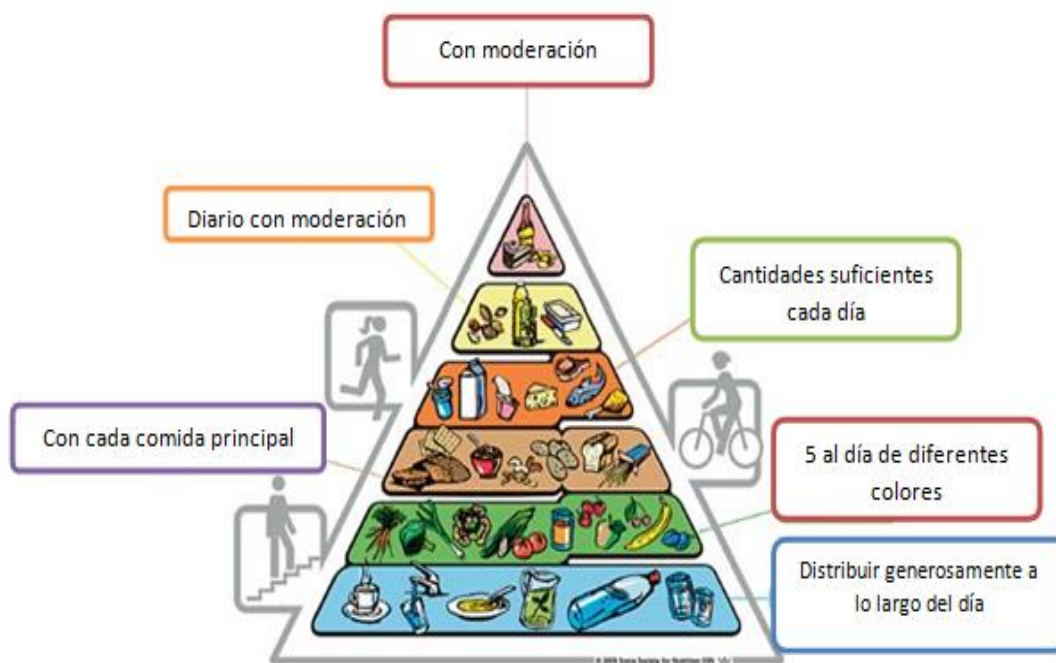 Con moderación
Diario con moderación
Cantidades suficientes
cada día
Con cada comida principal
5 al día de diferentes
colores
Distribuir generosamente a
lo largo del día